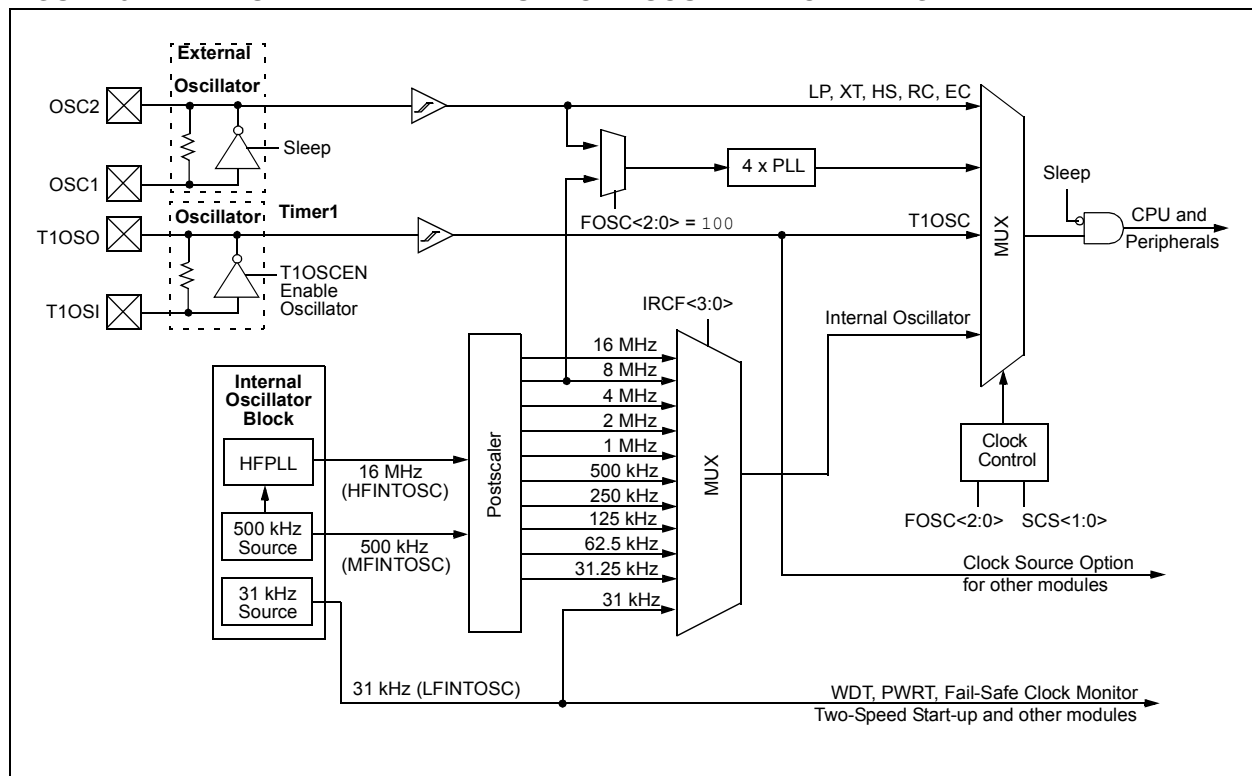 External
Oscillator
OSC2
Sleep
OSC1
LP, XT, HS, RC, EC
4 x PLL
FOSC<2:0> = 100
Sleep
MUX
CPU and
Peripherals
Oscillator
Timer1
T1OSO
T1OSC
T1OSCEN
Enable
Oscillator
T1OSI
IRCF<3:0>
Internal Oscillator
Internal
Oscillator
Block
HFPLL
16 MHz
(HFINTOSC)
500 kHz
Source
500 kHz
(MFINTOSC)
31 kHz
Source
Postscaler
16 MHz
8 MHz
4 MHz
2 MHz
1 MHz
500 kHz
250 kHz
125 kHz
62.5 kHz
31.25 kHz
31 kHz
MUX
Clock
Control
FOSC<2:0>
SCS<1:0>
Clock Source Option
for other modules
31 kHz (LFINTOSC)
WDT, PWRT, Fail-Safe Clock Monitor
Two-Speed Start-up and other modules